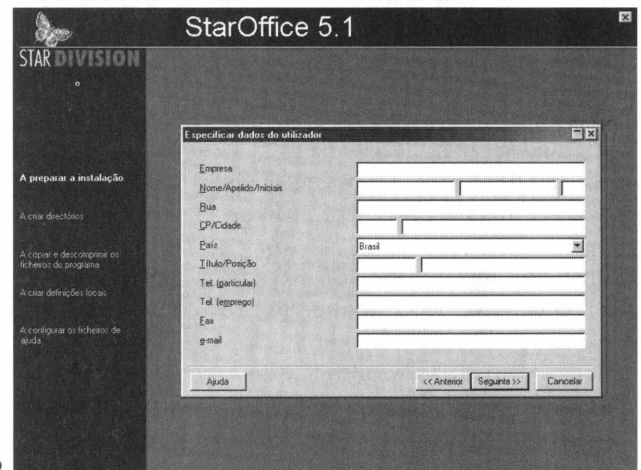 StarOffice 5.1
STAR DIVISION
Especificar dados do utilizador
A preparar a instalação
A criar directórios
A copiar e descomprimir os
ficheiros do programa
A criar definições locais
A configurar os ficheiros de
ajuda
Empresa
Nome/Apelido/Iniciais
Rua
CP/Cidade
País
Brasil
Título/Posição
Tel. (particular)
Tel. (emprego)
Fax
e-mail
Ajuda
<< Anterior
Seguinte >>
Cancelar